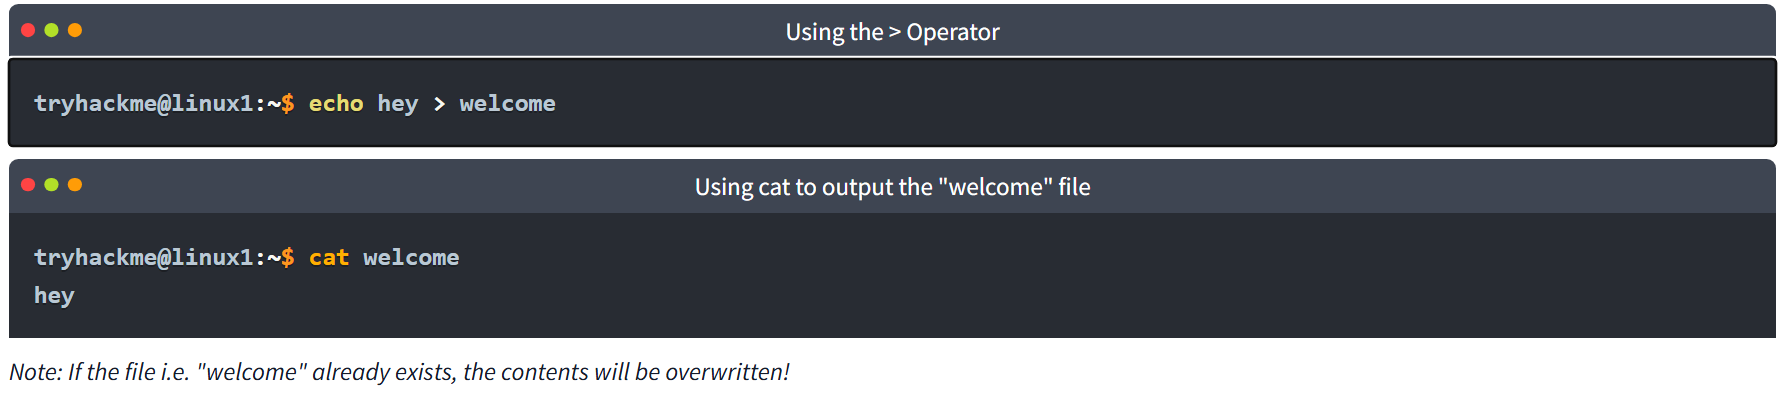 Using the > Operator
tryhackme@linux1:~$ echo hey > welcome
Using cat to output the "welcome" file
tryhackme@linux1:~$ cat welcome
hey
Note: If the file i.e. "welcome" already exists, the contents will be overwritten!